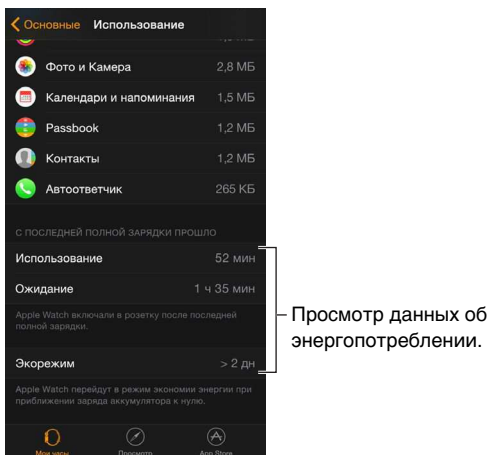 Основные Использование
Фото и Камера 2,8 МБ
Календари и напоминания 1,5 МБ
Passbook 1,2 МБ
Контакты 1,2 МБ
Автоответчик 265 КБ
С ПОСЛЕДНЕЙ ПОЛНОЙ ЗАРЯДКИ ПРОШЛО
Использование 52 мин
Ожидание 1 ч 35 мин
Apple Watch включали в розетку после последней
полной зарядки.
Просмотр данных об
энергопотреблении.
Экорежим > 2 дн
Apple Watch перейдут в режим экономии энергии при
приближении заряда аккумулятора к нулю.
Мои часы Просмотр App Store